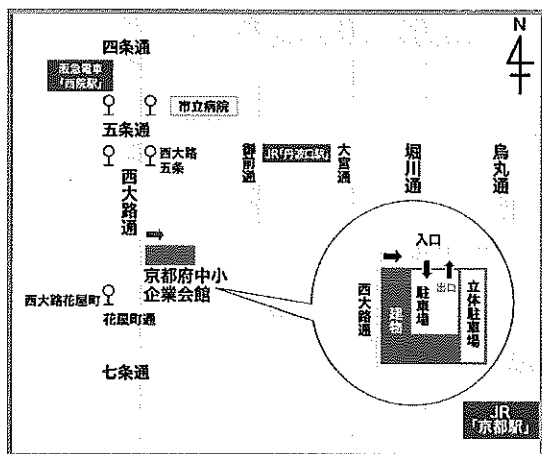 四条通
N
阪急電車
「西院駅」
市立病院
五条通
西大路
五条
御前通
JR「丹波口駅」
大宮通
堀川通
烏丸通
西大路通
京都府中小
企業会館
西大路花屋町
花屋町通
七条通
入口
出口
西大路通
建物
駐車場
立体駐車場
JR
「京都駅」